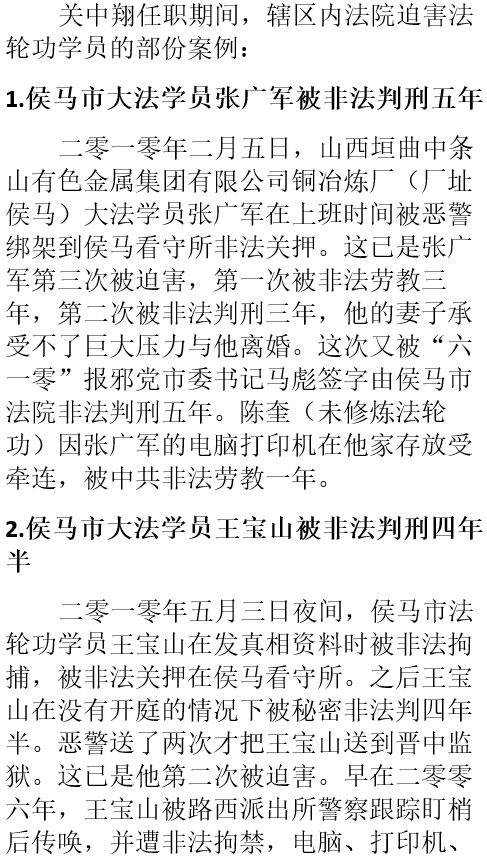 关中翔任职期间，辖区内法院迫害法
轮功学员的部份案例：
1.侯马市大法学员张广军被非法判刑五年
二零一零年二月五日，山西垣曲中条
山有色金属集团有限公司铜冶炼厂（厂址
侯马）大法学员张广军在上班时间被恶警
绑架到侯马看守所非法关押。这已是张广
军第三次被迫害，第一次被非法劳教三
年，第二次被非法判刑三年，他的妻子承
受不了巨大压力与他离婚。这次又被“六
一零”报邪党市委书记马彪签字由侯马市
法院非法判刑五年。陈奎（未修炼法轮
功）因张广军的电脑打印机在他家存放受
牵连，被中共非法劳教一年。
2.侯马市大法学员王宝山被非法判刑四年
半
二零一零年五月三日夜间，侯马市法
轮功学员王宝山在发真相资料时被非法拘
捕，被非法关押在侯马看守所。之后王宝
山在没有开庭的情况下被秘密非法判四年
半。恶警送了两次才把王宝山送到晋中监
狱。这已是他第二次被迫害。早在二零零
六年，王宝山被路西派出所警察跟踪盯梢
后传唤，并遭非法拘禁，电脑、打印机、